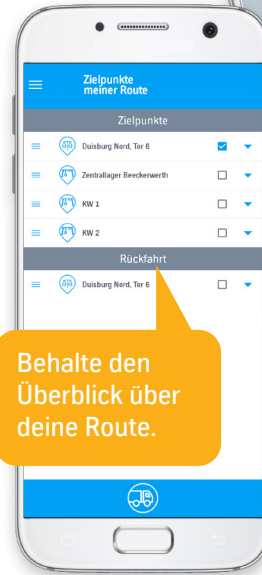 Zielpunkte
meiner Route
Zielpunkte
Duisburg Nord, Tor 6
Zentrallager Beeckerwerth
KW 1
KW 2
Rückfahrt
Duisburg Nord, Tor 6
Behalte den
Überblick über
deine Route.